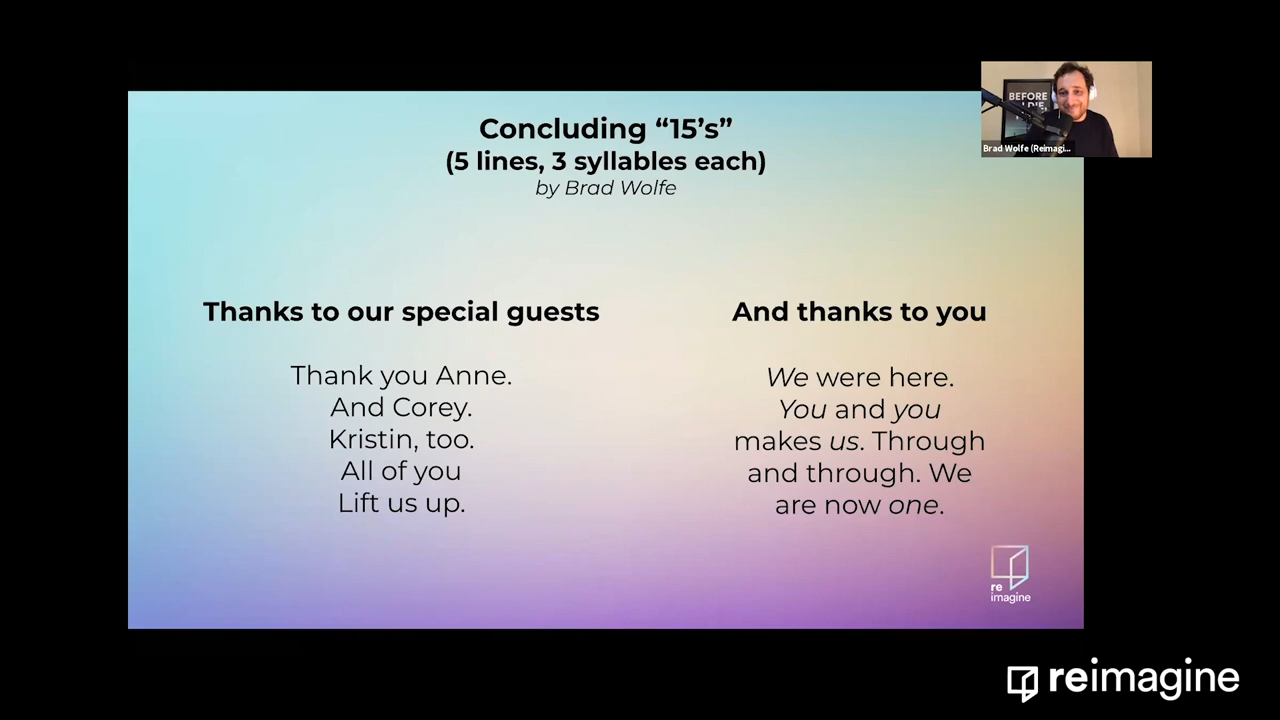 Concluding “15’s”
(5 lines, 3 syllables each)
by Brad Wolfe
Thanks to our special guests
Thank you Anne.
And Corey.
Kristin, too.
All of you
Lift us up.
And thanks to you
We were here.
You and you
makes us. Through
and through. We
are now one.
re
imagine
BEFORE
Brad Wolfe (Reimagi...
reimagine